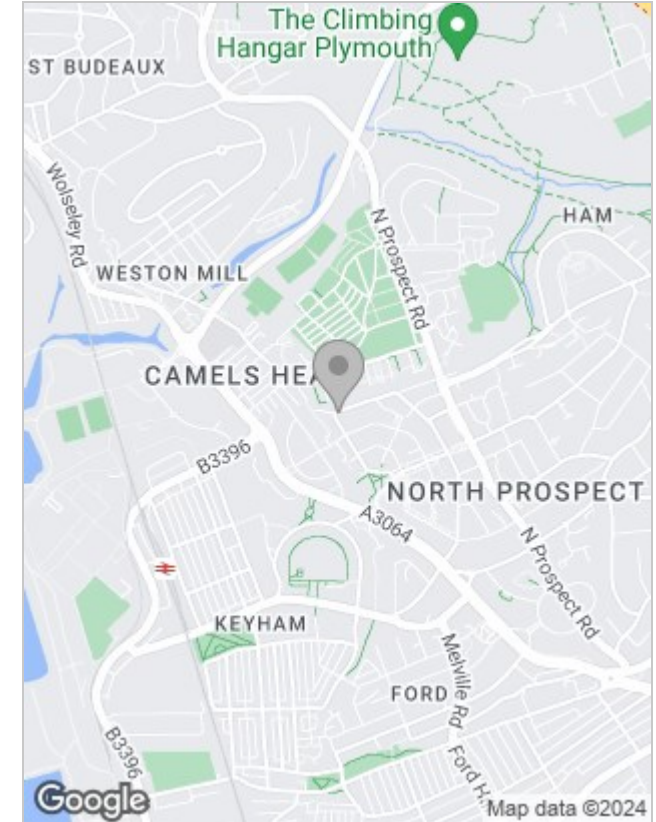 The Climbing
Hangar Plymouth
ST BUDEAUX
Wolseley Rd
N Prospect Rd
HAM
WESTON MILL
CAMELS HEA
B3396
NORTH PROSPECT
A3064
N Prospect Rd
KEYHAM
Melville Rd
FORD
B3396
Ford H
Google
Map data ©2024